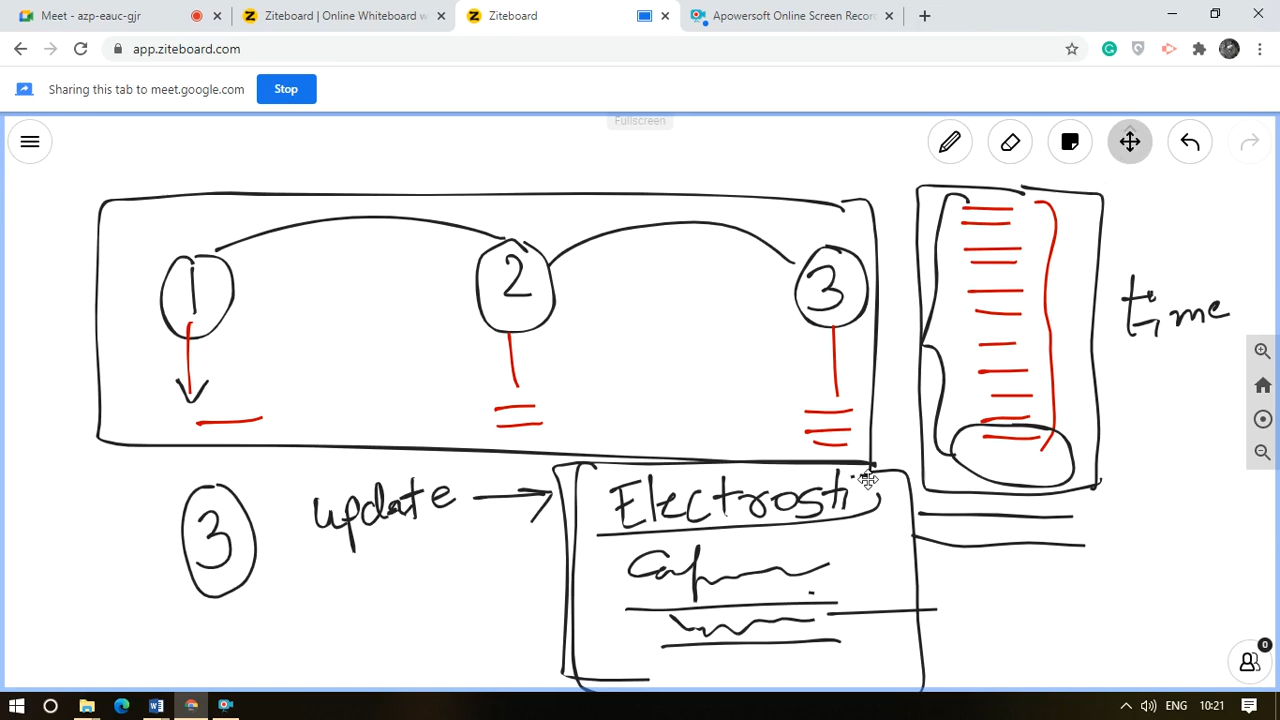 Meet - azp-eauc-gjr
Ziteboard | Online Whiteboard w
Ziteboard
Apowersoft Online Screen Recor
app.ziteboard.com
Sharing this tab to meet.google.com
Stop
Fullscreen
1
2
3
time
3
update
Electrosti
0
ENG
10:21